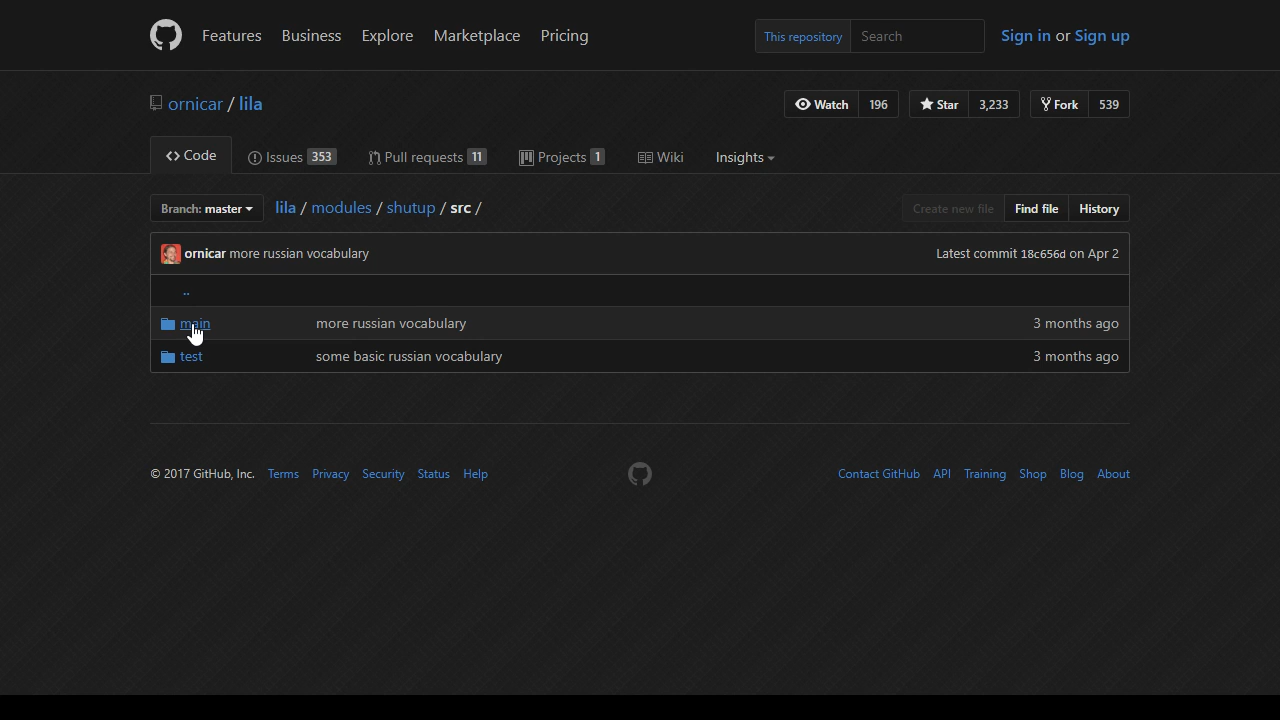 Features Business Explore Marketplace Pricing This repository Search Sign in or Sign up
ornicar / lila Watch 196 Star 3,233 Fork 539
<> Code Issues 353 Pull requests 11 Projects 1 Wiki Insights
Branch: master lila / modules / shutup / src / Create new file Find file History
ornicar more russian vocabulary Latest commit 18c656d on Apr 2
..
main more russian vocabulary 3 months ago
test some basic russian vocabulary 3 months ago
© 2017 GitHub, Inc. Terms Privacy Security Status Help Contact GitHub API Training Shop Blog About